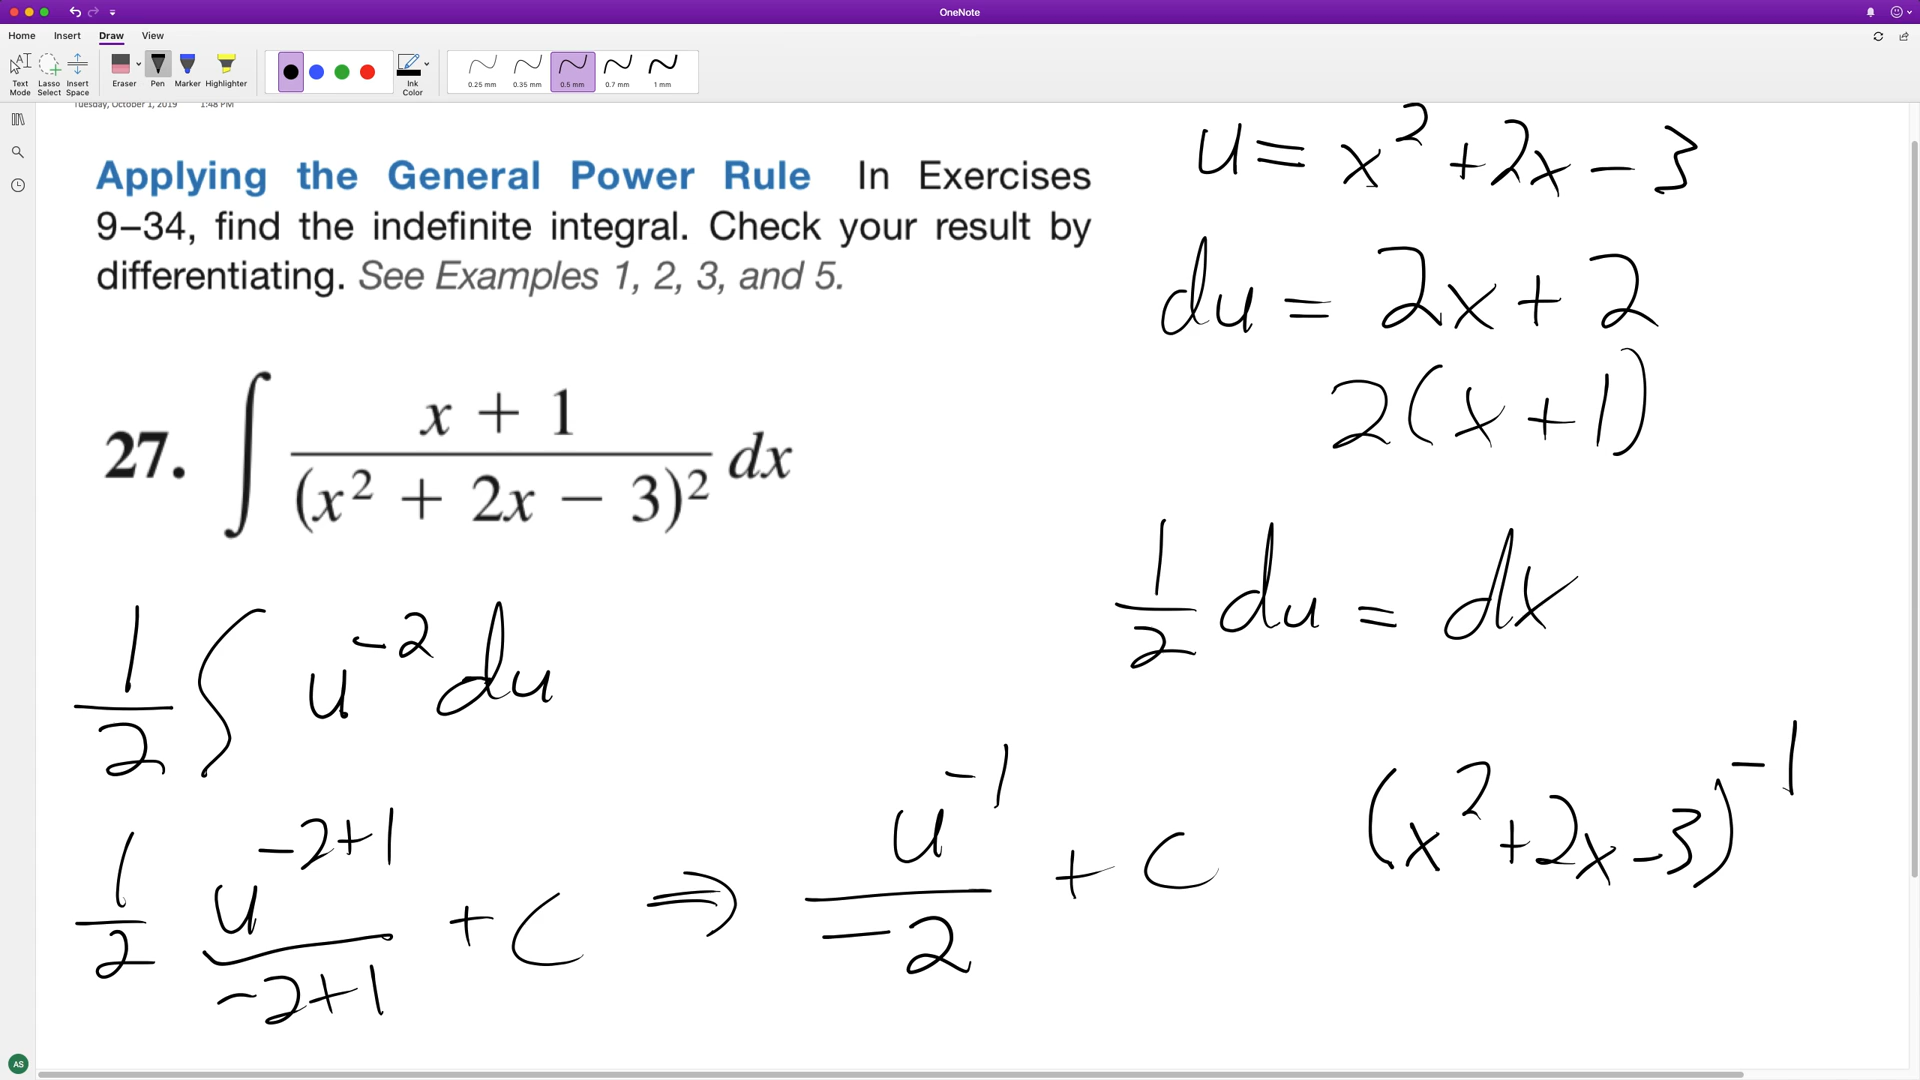 OneNote
Home Insert Draw View
Text Mode
Lasso Select
Insert Space
Eraser
Pen
Marker
Highlighter
Ink Color
0.25 mm
0.35 mm
0.5 mm
0.7 mm
1 mm
Tuesday, October 1, 2019 1:48 PM
Applying the General Power Rule In Exercises
9–34, find the indefinite integral. Check your result by
differentiating. See Examples 1, 2, 3, and 5.
27. ∫ (x + 1)/(x² + 2x − 3)² dx
u = x² + 2x − 3
du = 2x + 2
2(x + 1)
1/2 du = dx
1/2 ∫ u⁻² du
1/2 u^(-2+1)/(-2+1) + C ⇒ u⁻¹/-2 + C
(x² + 2x − 3)⁻¹
AS